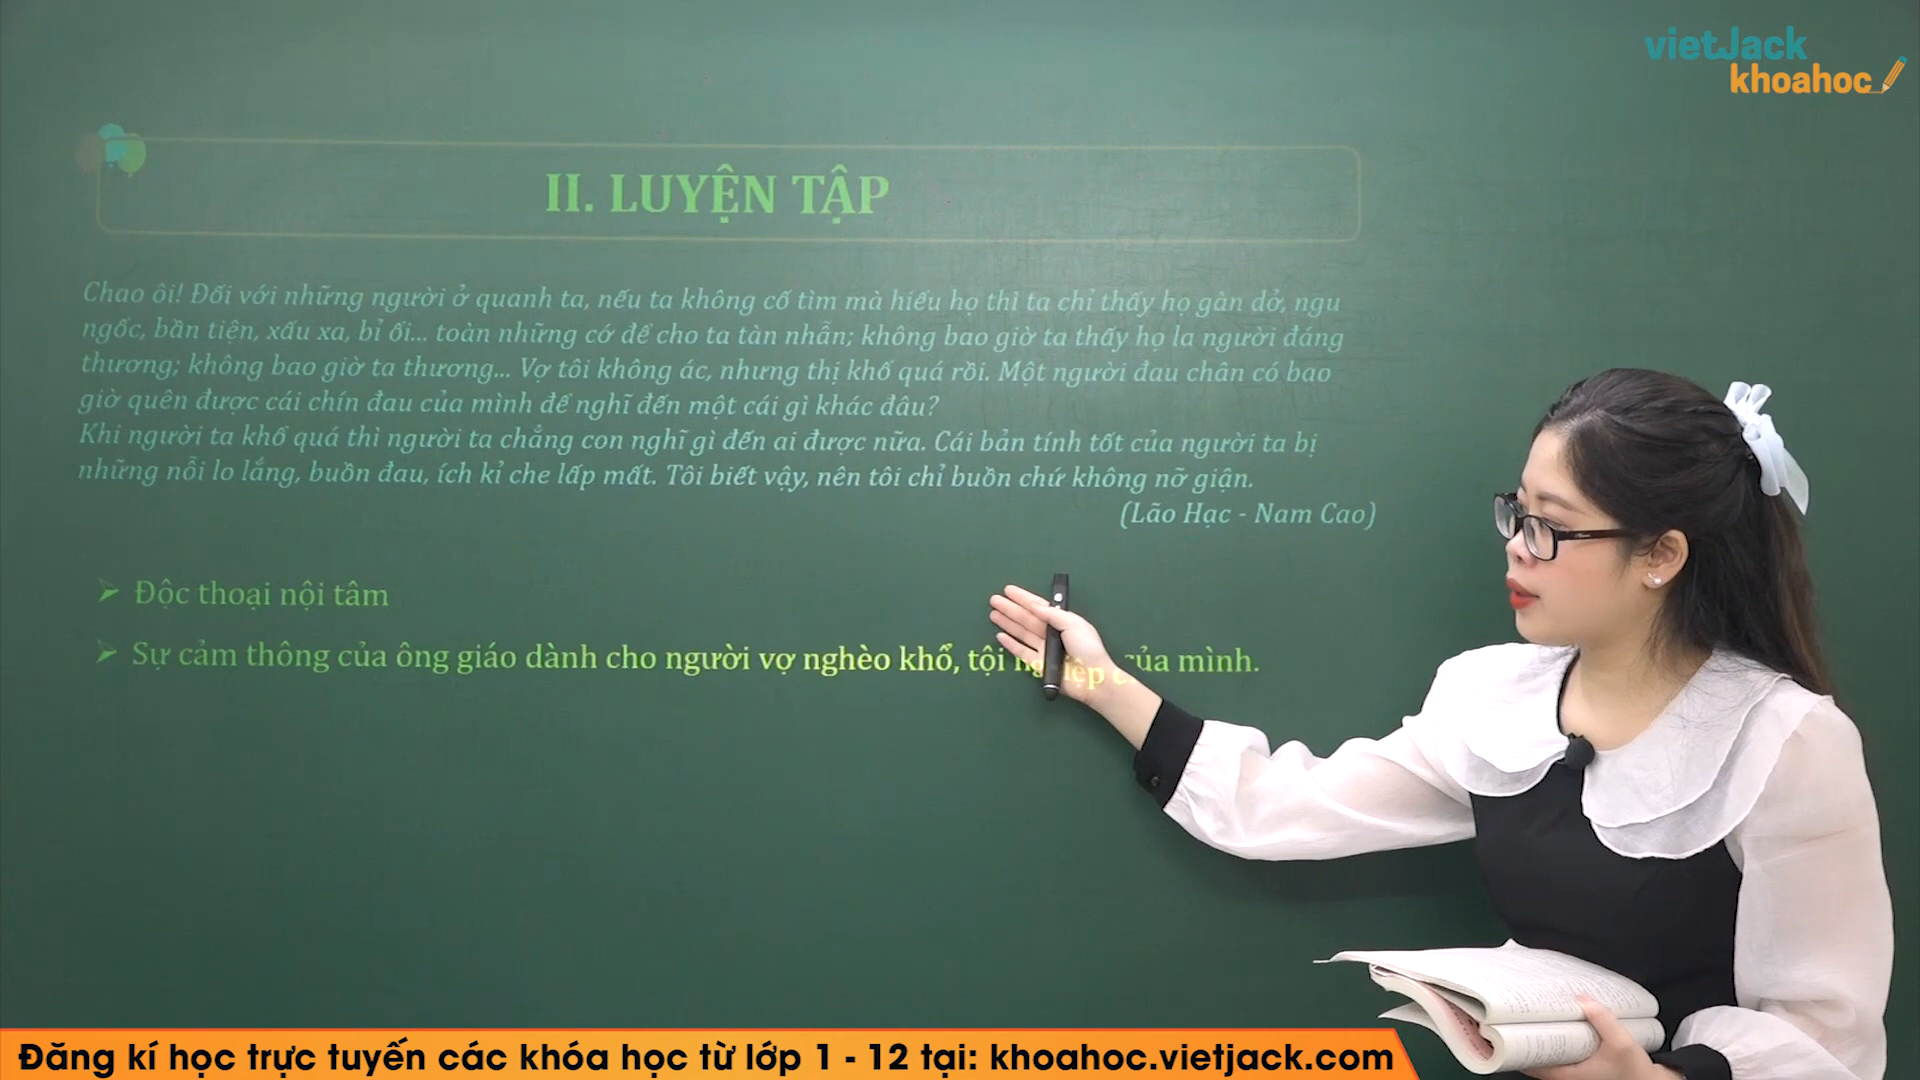 vietJack
khoahoc
II. LUYỆN TẬP
Chao ôi! Đối với những người ở quanh ta, nếu ta không cố tìm mà hiểu họ thì ta chỉ thấy họ gàn dở, ngu
ngốc, bần tiện, xấu xa, bỉ ổi... toàn những cớ để cho ta tàn nhẫn; không bao giờ ta thấy họ la người đáng
thương; không bao giờ ta thương... Vợ tôi không ác, nhưng thị khổ quá rồi. Một người đau chân có bao
giờ quên được cái chín đau của mình để nghĩ đến một cái gì khác đâu?
Khi người ta khổ quá thì người ta chẳng con nghĩ gì đến ai được nữa. Cái bản tính tốt của người ta bị
những nỗi lo lắng, buồn đau, ích kỉ che lấp mất. Tôi biết vậy, nên tôi chỉ buồn chứ không nỡ giận.
(Lão Hạc - Nam Cao)
➢ Độc thoại nội tâm
➢ Sự cảm thông của ông giáo dành cho người vợ nghèo khổ, tội nghiệp của mình.
Đăng kí học trực tuyến các khóa học từ lớp 1 - 12 tại: khoahoc.vietjack.com